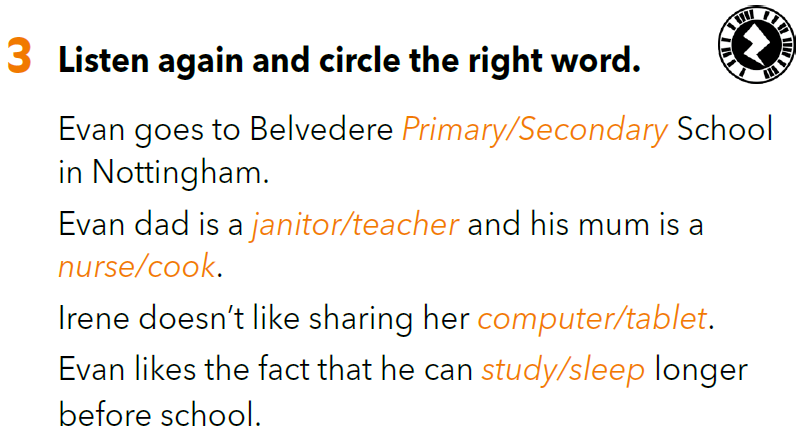 3 Listen again and circle the right word.
Evan goes to Belvedere Primary/Secondary School
in Nottingham.
Evan dad is a janitor/teacher and his mum is a
nurse/cook.
Irene doesn't like sharing her computer/tablet.
Evan likes the fact that he can study/sleep longer
before school.